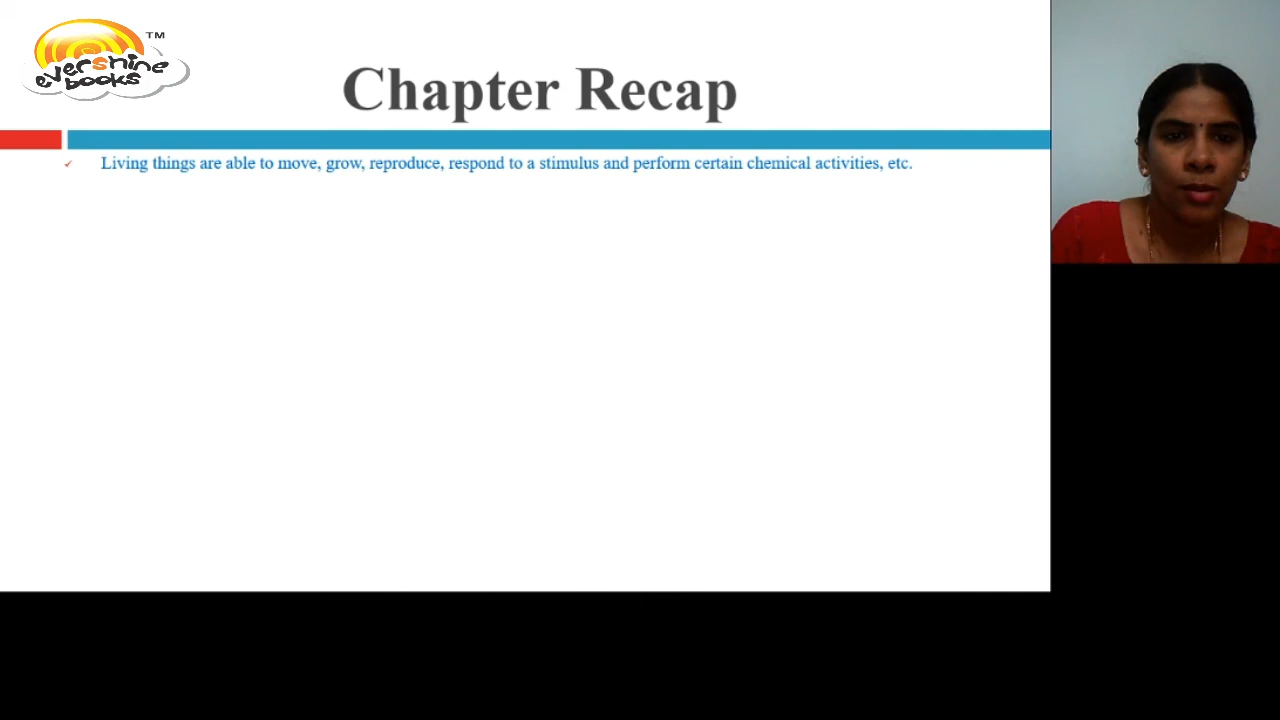 evershine
books
TM
Chapter Recap
✓ Living things are able to move, grow, reproduce, respond to a stimulus and perform certain chemical activities, etc.